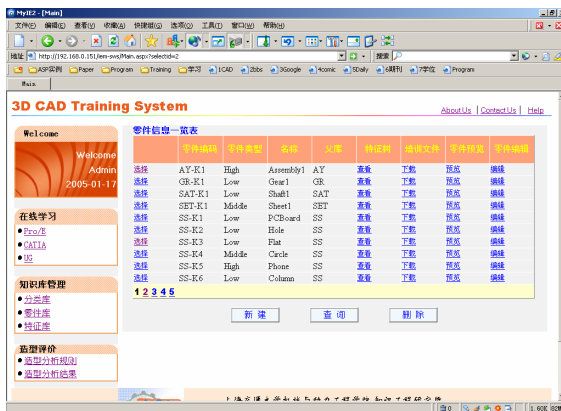 MyIE2 - [Main]
文件(F) 编辑(E) 查看(V) 收藏(A) 快捷组(G) 选项(O) 工具(T) 窗口(W) 帮助(H)
地址 http://192.168.0.151/iem-sws/Main.aspx?selectid=2 搜索
ASP实例 Paper Program Training 学习 1CAD 2bbs 3Google 4comic 5Daily 6期刊 7学位 Program
Main
3D CAD Training System
About Us | Contact Us | Help
Welcome
Welcome
Admin
2005-01-17
在线学习
Pro/E
CATIA
UG
知识库管理
分类库
零件库
特征库
造型评价
造型分析规则
造型分析结果
零件信息一览表
零件编码 零件类型 名称 父库 特征树 培训文件 零件预览 零件编辑
选择 AY-K1 High Assembly1 AY 查看 下载 预览 编辑
选择 GR-K1 Low Gear1 GR 查看 下载 预览 编辑
选择 SAT-K1 Low Shaft1 SAT 查看 下载 预览 编辑
选择 SET-K1 Middle Sheet1 SET 查看 下载 预览 编辑
选择 SS-K1 Low PCBoard SS 查看 下载 预览 编辑
选择 SS-K2 Low Hole SS 查看 下载 预览 编辑
选择 SS-K3 Low Flat SS 查看 下载 预览 编辑
选择 SS-K4 Middle Circle SS 查看 下载 预览 编辑
选择 SS-K5 High Phone SS 查看 下载 预览 编辑
选择 SS-K6 Low Column SS 查看 下载 预览 编辑
1 2 3 4 5
新 建 查 询 删 除
0 1.60K 82M